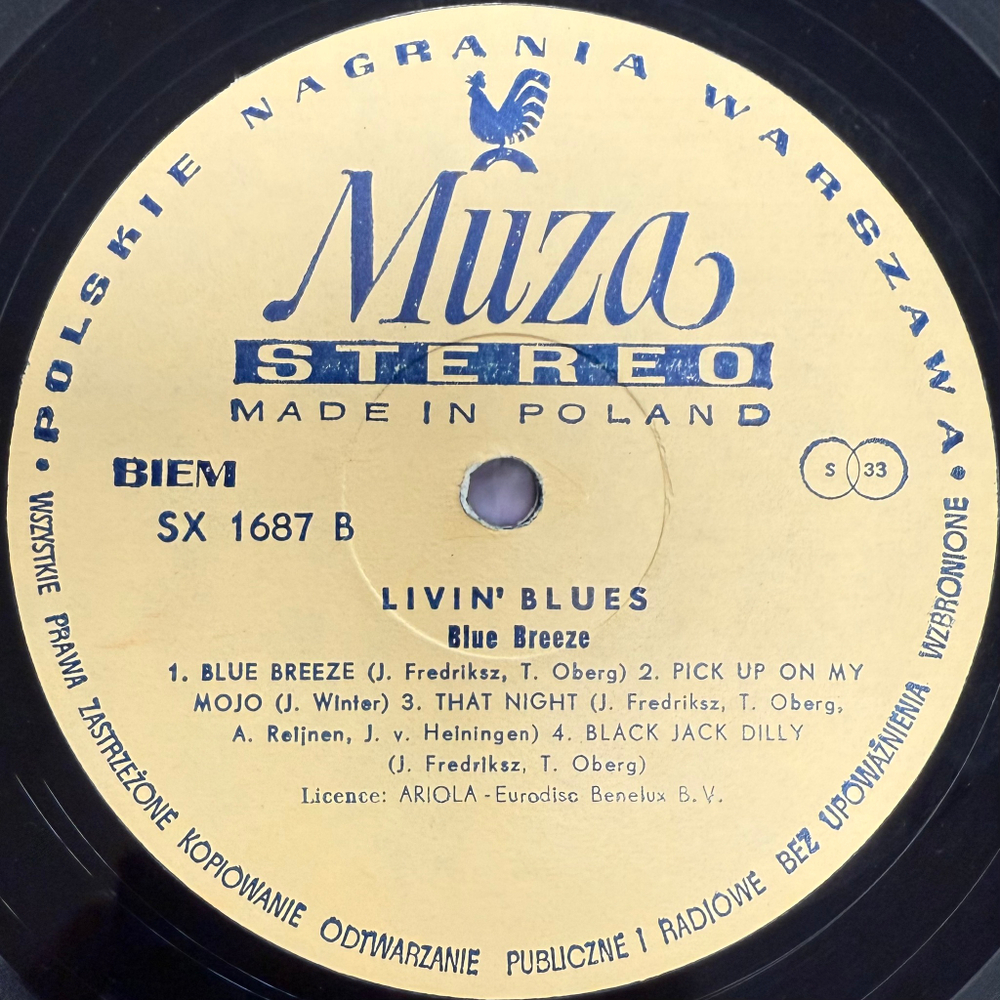 POLSKIE NAGRANIA WARSZAWA
Muza
STEREO
MADE IN POLAND
BIEM
S 33
SX 1687 B
LIVIN' BLUES
Blue Breeze
1. BLUE BREEZE (J. Fredriksz, T. Oberg) 2. PICK UP ON MY
MOJO (J. Winter) 3. THAT NIGHT (J. Fredriksz, T. Oberg,
A. Reijnen, J. v. Heiningen) 4. BLACK JACK DILLY
(J. Fredriksz, T. Oberg)
Licence: ARIOLA - Eurodisc Benelux B. V.
WSZYSTKIE PRAWA ZASTRZEŻONE KOPIOWANIE ODTWARZANIE PUBLICZNE I RADIOWE BEZ UPOWAŻNIENIA WZBRONIONE